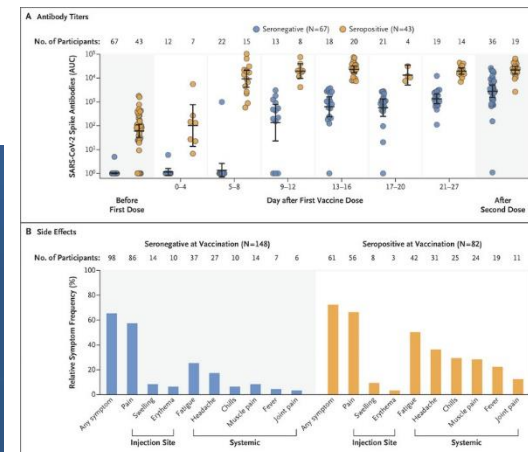 A Antibody Titers
Seronegative (N=67) Seropositive (N=43)
No. of Participants: 67 43 12 7 22 15 13 8 18 20 21 4 19 14 36 19
SARS-CoV-2 Spike Antibodies (AUC)
10⁵
10⁴
10³
10²
10¹
10⁰
0–4 5–8 9–12 13–16 17–20 21–27
Before First Dose
Day after First Vaccine Dose
After Second Dose
B Side Effects
Seronegative at Vaccination (N=148) Seropositive at Vaccination (N=82)
No. of Participants: 98 86 14 10 37 27 10 14 7 6 61 56 8 3 42 31 25 24 19 11
Relative Symptom Frequency (%)
100
80
60
40
20
0
Any symptom Pain Swelling Erythema Fatigue Headache Chills Muscle pain Fever Joint pain Any symptom Pain Swelling Erythema Fatigue Headache Chills Muscle pain Fever Joint pain
Injection Site Systemic Injection Site Systemic